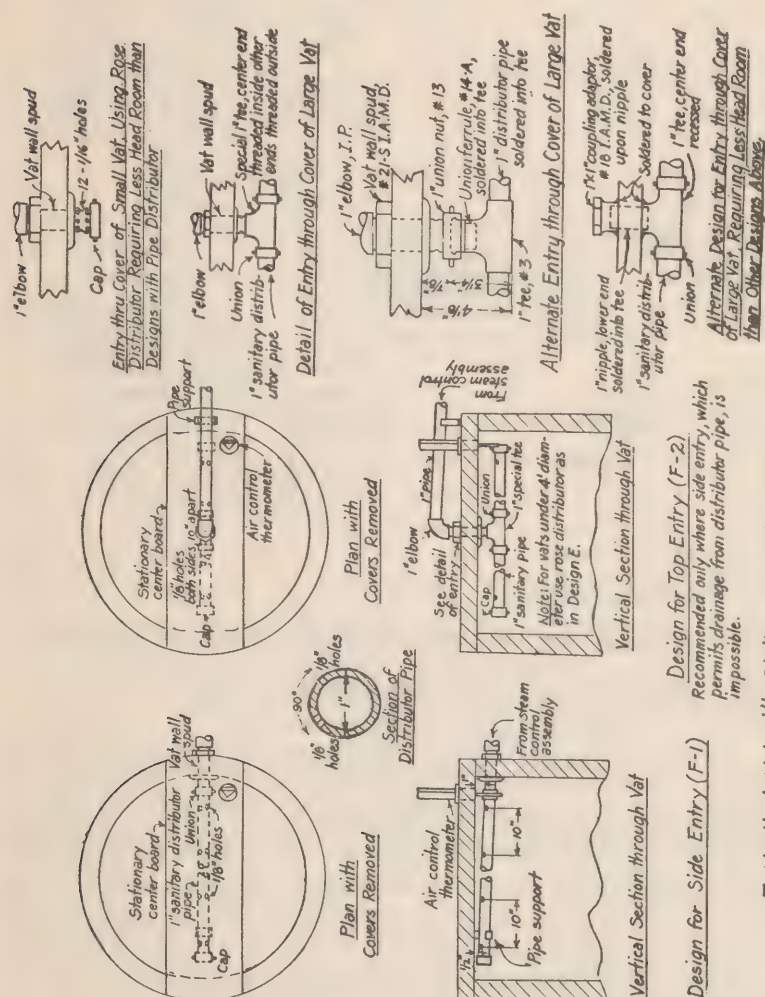 Stationary
center board
1" sanitary distributor
pipe
Union
Vat wall
spud
1/8" holes
Cap
Plan with
Covers Removed
Air control
thermometer
1/2"
1"
10"
10"
Pipe support
From steam
control
assembly
Vertical Section through Vat
Design for Side Entry (F-1)
1/8"
holes
90°
1/8"
holes
1"
Section of
Distributor Pipe
Stationary
center board
1/8" holes
both sides, 10" apart
Cap
Pipe
support
Air control
thermometer
Plan with
Covers Removed
1" elbow
See detail
of entry
1" pipe
From
steam control
assembly
Cap
Union
1" sanitary pipe
1" special tee
Note: For vats under 4' diam-
eter use rose distributor as
in Design E.
Vertical Section through Vat
Design for Top Entry (F-2)
Recommended only where side entry, which
permits drainage from distributor pipe, is
impossible.
1" elbow
Vat wall spud
12-1/16" holes
Cap
Entry thru Cover of Small Vat Using Rose
Distributor Requiring Less Head Room than
Designs with Pipe Distributor
1" elbow
Vat wall spud
Union
Special 1" tee, center end
threaded inside other
ends threaded outside
1" sanitary distrib-
utor pipe
Detail of Entry through Cover of Large Vat
1" elbow, I.P.
Vat wall spud,
#21-S I.A.M.D.
1" union nut, #13
Union ferrule, #14-A,
soldered into tee
1" distributor pipe
soldered into tee
1" tee, #3
Alternate Entry through Cover of Large Vat
1"x1" coupling adaptor,
#18 I.A.M.D., soldered
upon nipple
1" nipple, lower end
soldered into tee
Soldered to cover
1" sanitary distrib-
utor pipe
Union
1" tee, center end
recessed
Alternate Design for Entry through Cover
of Large Vat Requiring Less Head Room
than Other Designs Above.